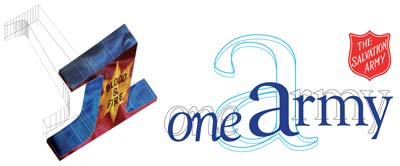 BLOOD
&
FIRE
one army
THE
SALVATION
ARMY